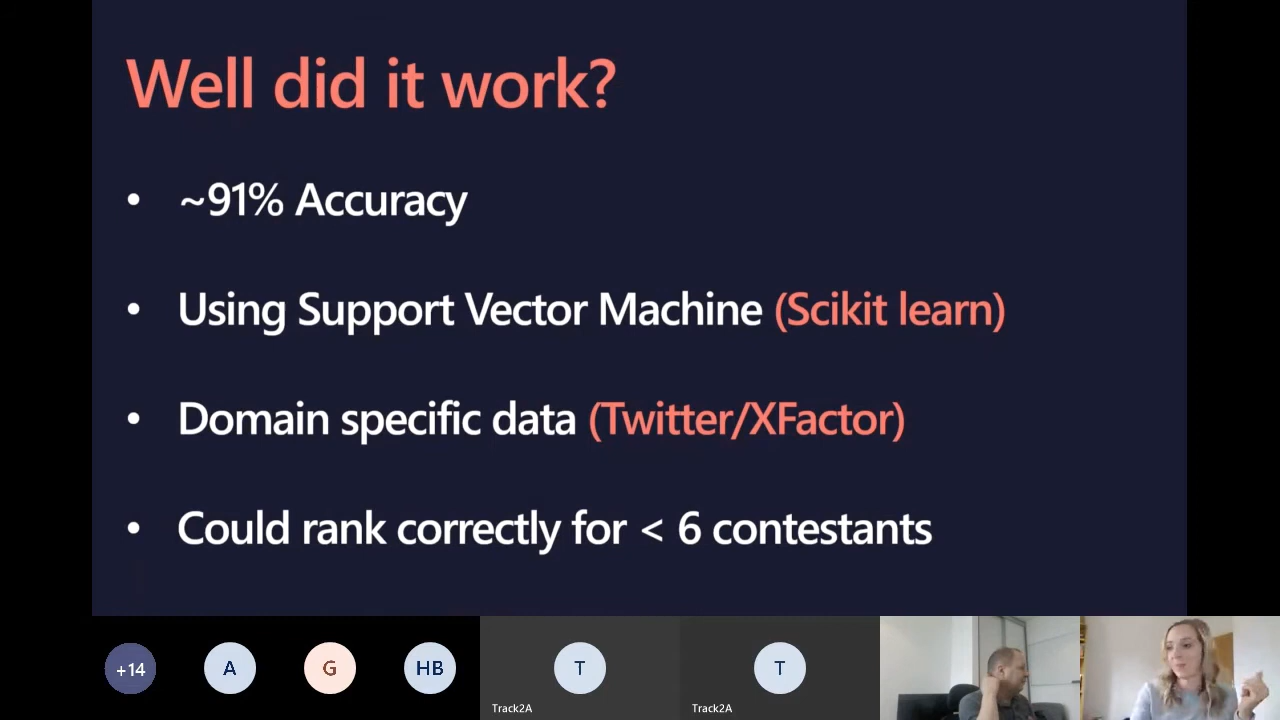 Well did it work?
• ~91% Accuracy
• Using Support Vector Machine (Scikit learn)
• Domain specific data (Twitter/XFactor)
• Could rank correctly for < 6 contestants
+14
A
G
HB
T
T
Track2A
Track2A